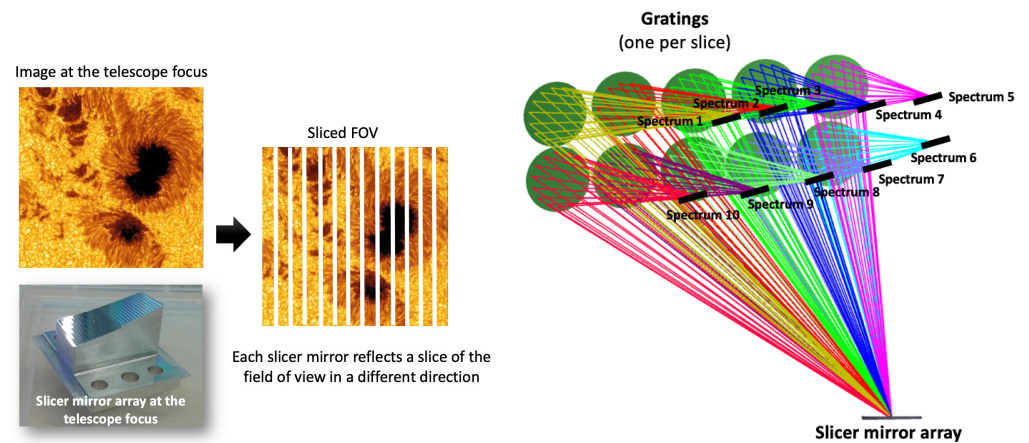 Image at the telescope focus
Slicer mirror array at the
telescope focus
Sliced FOV
Each slicer mirror reflects a slice of the
field of view in a different direction
Gratings
(one per slice)
Spectrum 1
Spectrum 2
Spectrum 3
Spectrum 4
Spectrum 5
Spectrum 6
Spectrum 7
Spectrum 8
Spectrum 9
Spectrum 10
Slicer mirror array